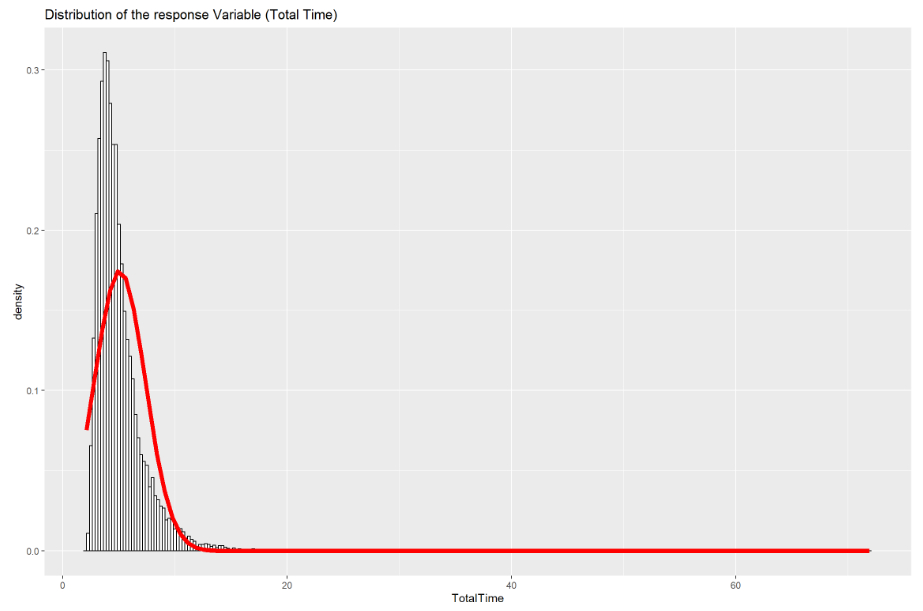 Distribution of the response Variable (Total Time)
0.3
0.2
0.1
0.0
density
0
20
40
60
TotalTime